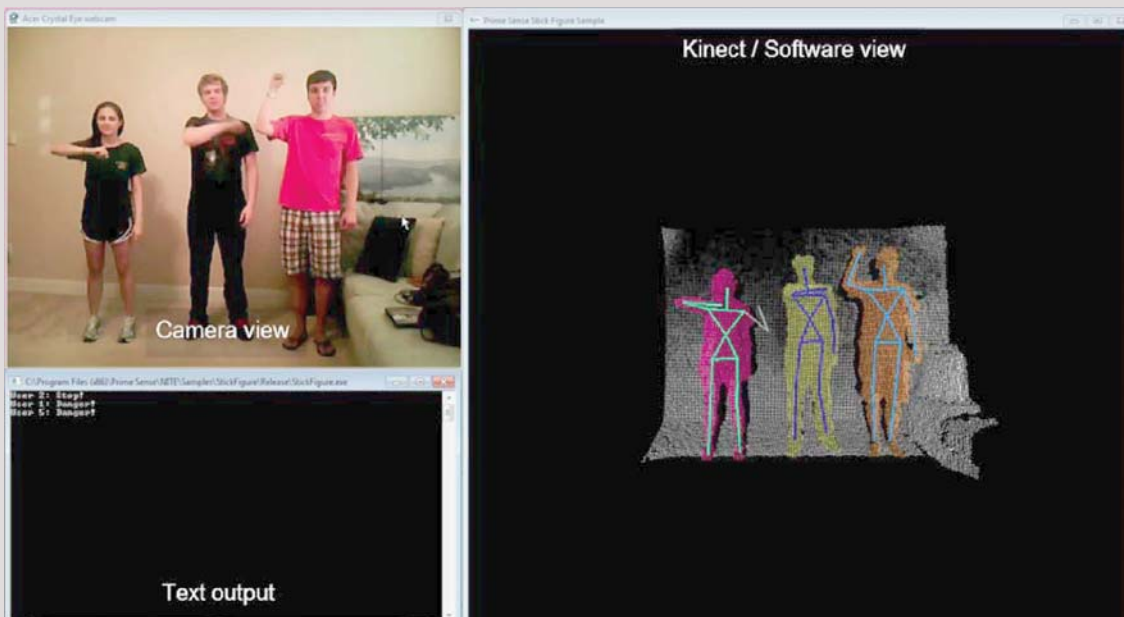 Acer Crystal Eye webcam
Camera view
Prime Sense Stick Figure Sample
Kinect / Software view
C:\Program Files (x86)\Prime Sense\NITE\Samples\StickFigure\Release\StickFigure.exe
User 2: Stop!
User 1: Danger!
User 5: Danger!
Text output